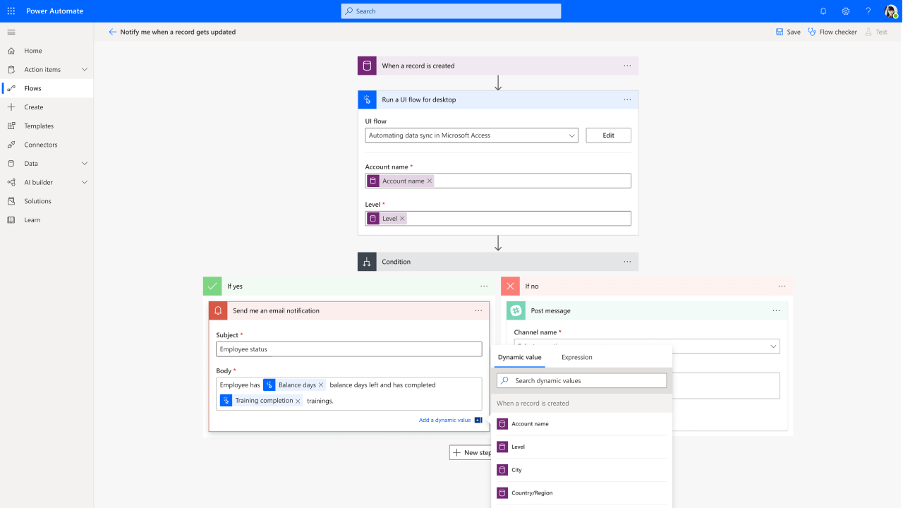 Power Automate
Search
?
Notify me when a record gets updated
Save
Flow checker
Test
Home
Action items
Flows
Create
Templates
Connectors
Data
AI builder
Solutions
Learn
When a record is created
Run a UI flow for desktop
UI flow
Automating data sync in Microsoft Access
Edit
Account name *
Account name
Level *
Level
Condition
If yes
Send me an email notification
Subject *
Employee status
Body *
Employee has Balance days balance days left and has completed
Training completion trainings.
Add a dynamic value
New step
If no
Post message
Channel name *
Dynamic value
Expression
Search dynamic values
When a record is created
Account name
Level
City
Country/Region